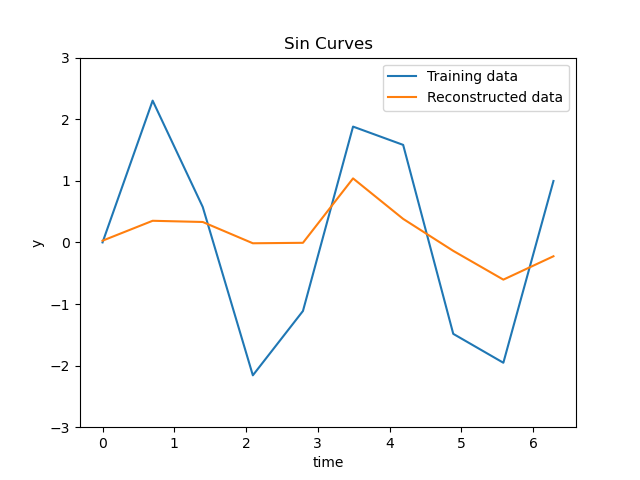 Sin Curves
Training data
Reconstructed data
3
2
1
0
−1
−2
−3
y
0 1 2 3 4 5 6
time